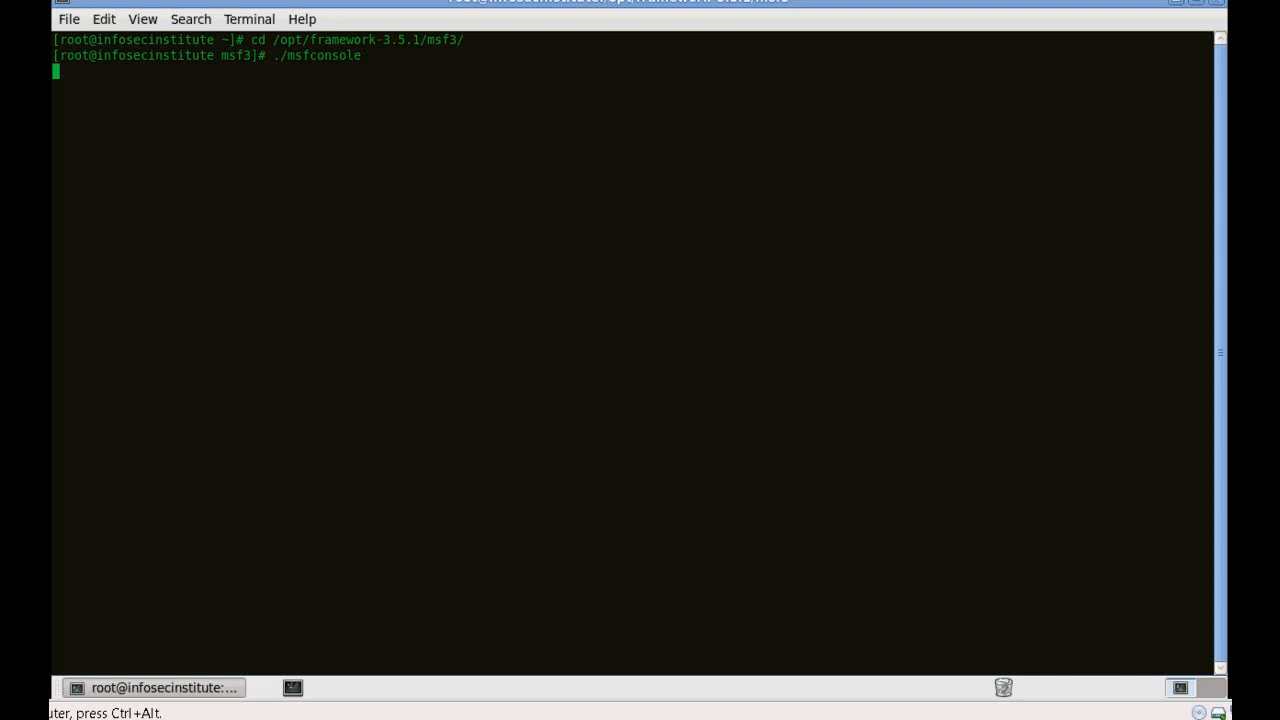 File Edit View Search Terminal Help
[root@infosecinstitute ~]# cd /opt/framework-3.5.1/msf3/
[root@infosecinstitute msf3]# ./msfconsole
root@infosecinstitute:...
uter, press Ctrl+Alt.